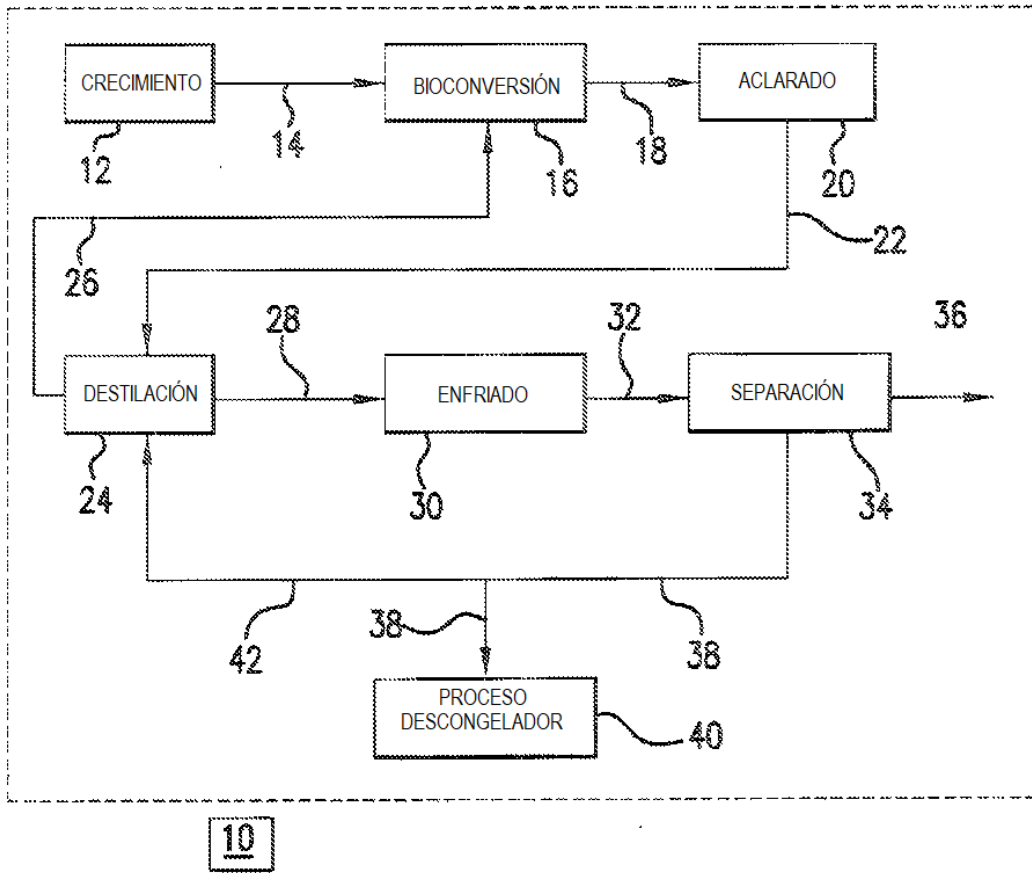 CRECIMIENTO
BIOCONVERSIÓN
ACLARADO
12
14
16
18
20
22
26
28
32
36
DESTILACIÓN
ENFRIADO
SEPARACIÓN
24
30
34
42
38
38
PROCESO
DESCONGELADOR
40
10